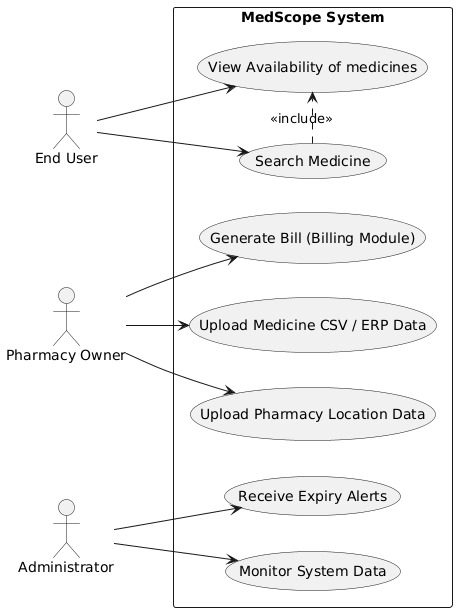 MedScope System
View Availability of medicines
«include»
End User
Search Medicine
Generate Bill (Billing Module)
Upload Medicine CSV / ERP Data
Pharmacy Owner
Upload Pharmacy Location Data
Receive Expiry Alerts
Administrator
Monitor System Data